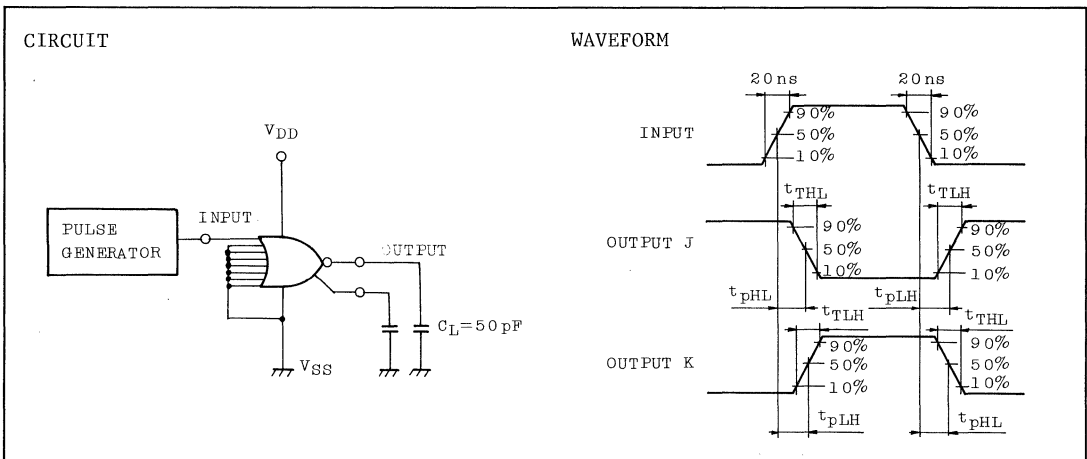 CIRCUIT
V_DD
PULSE
GENERATOR
INPUT
OUTPUT
C_L=50pF
V_SS
WAVEFORM
20ns
20ns
INPUT
90%
50%
10%
90%
50%
10%
t_THL
t_TLH
OUTPUT J
90%
50%
10%
90%
50%
10%
t_pHL
t_pLH
t_TLH
t_THL
OUTPUT K
90%
50%
10%
90%
50%
10%
t_pLH
t_pHL